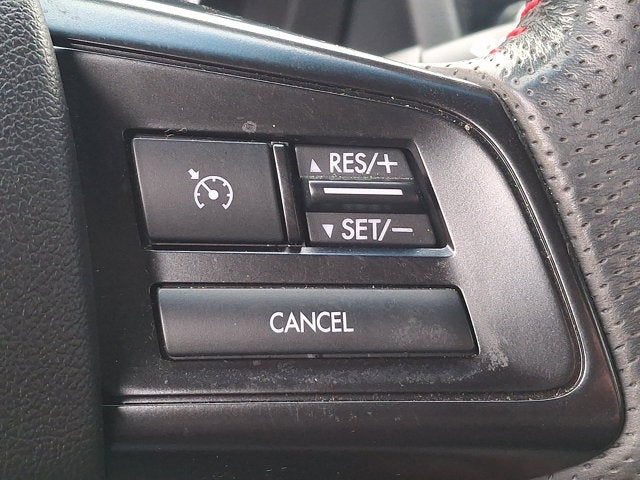 ▲ RES/+
▼ SET/−
CANCEL